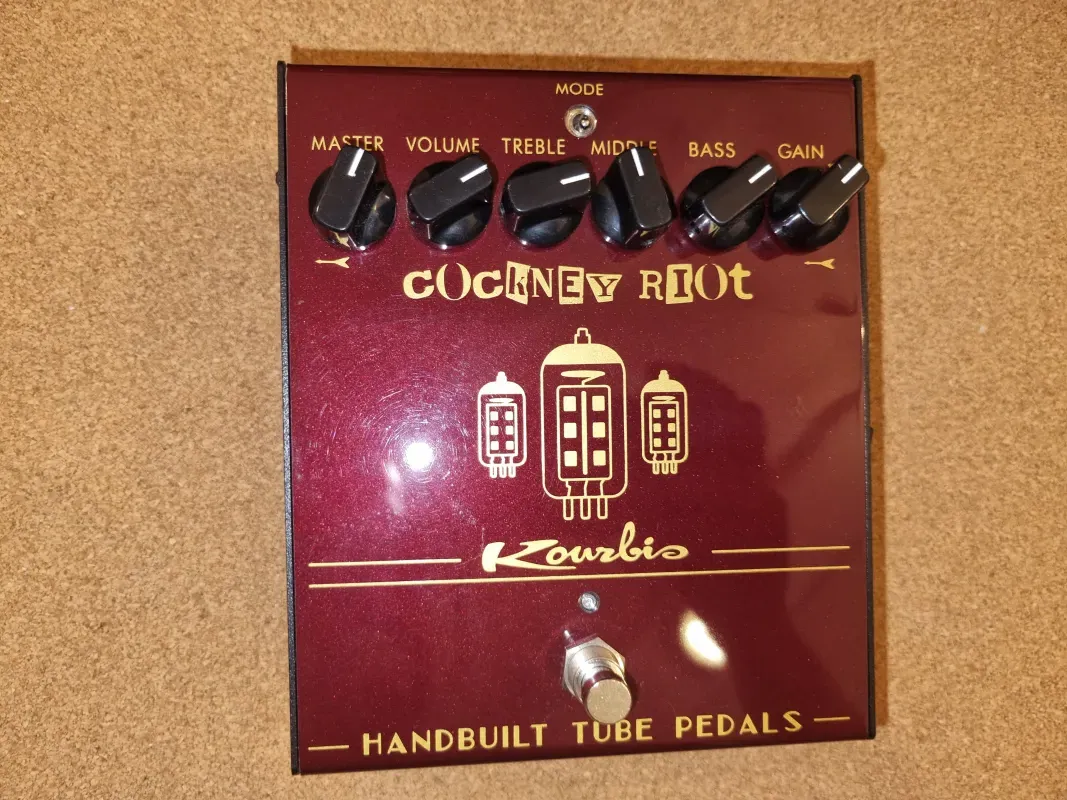 MODE
MASTER VOLUME TREBLE MIDDLE BASS GAIN
COCKNEY RIOt
Kourbis
HANDBUILT TUBE PEDALS